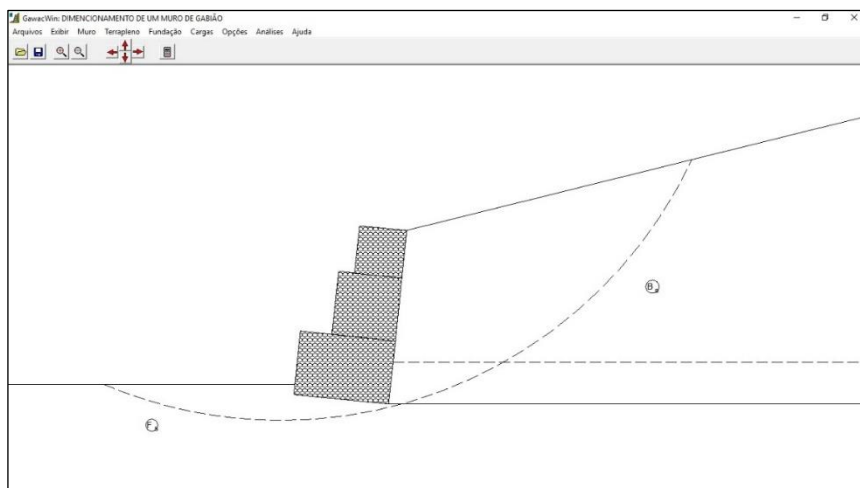 GawacWin: DIMENCIONAMENTO DE UM MURO DE GABIÃO
Arquivos Exibir Muro Terrapleno Fundação Cargas Opções Análises Ajuda
B
F